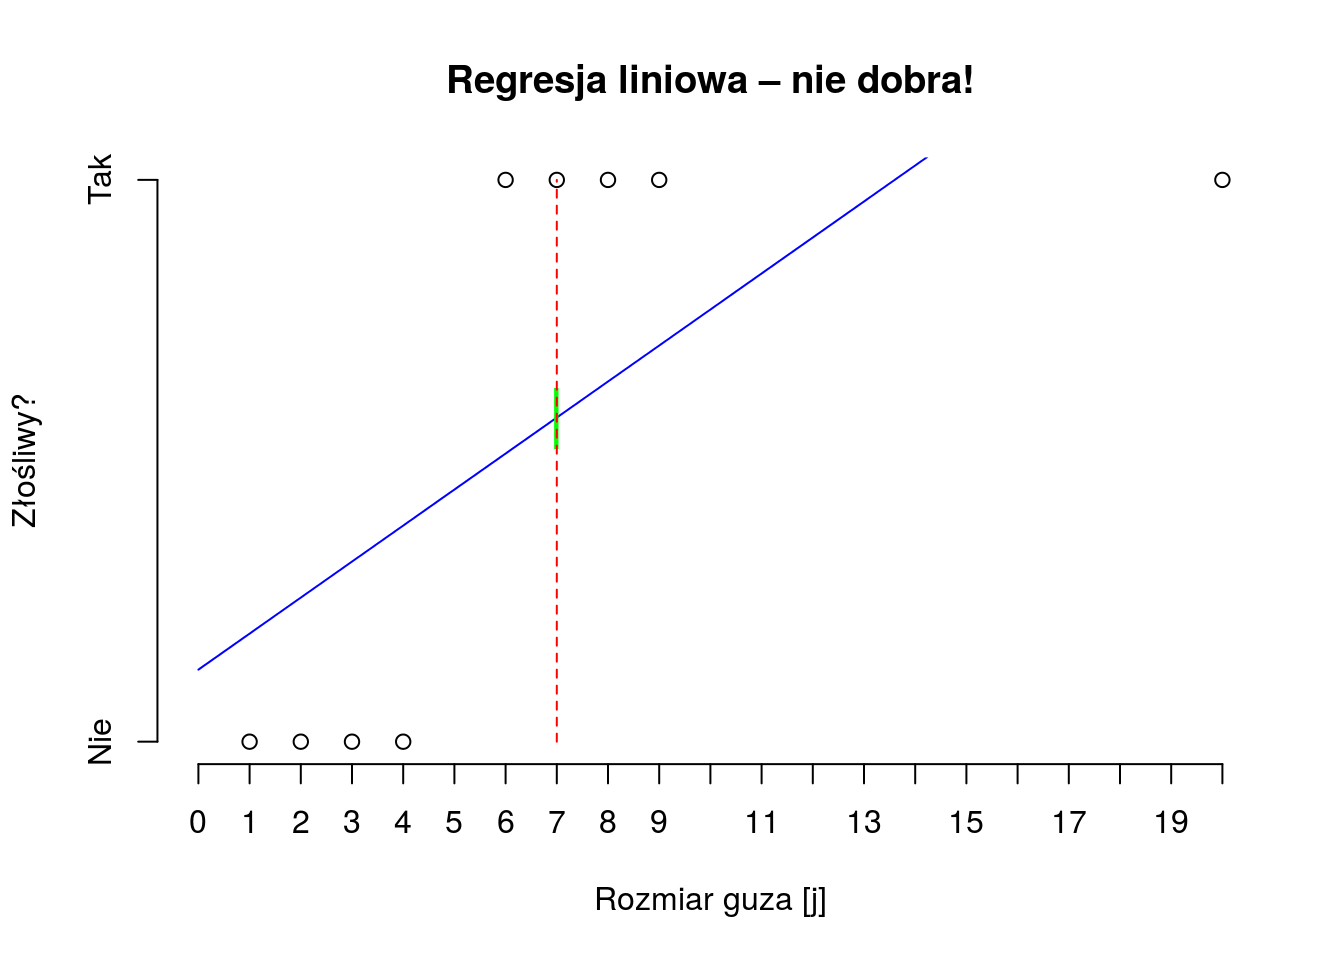 Regresja liniowa – nie dobra!
Tak
Złośliwy?
Nie
0 1 2 3 4 5 6 7 8 9 11 13 15 17 19
Rozmiar guza [j]